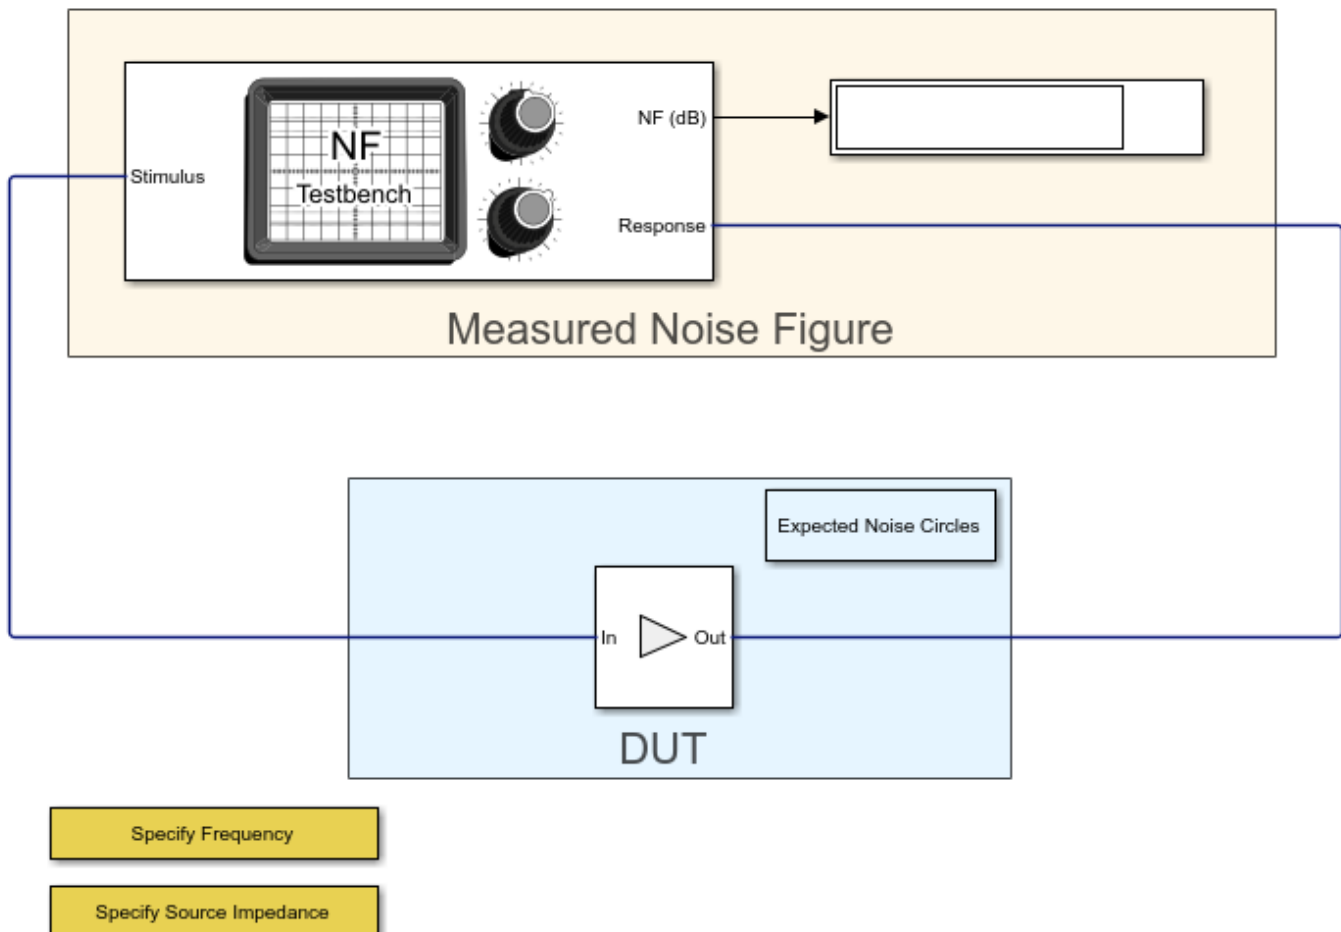 NF (dB)
NF
Stimulus
Testbench
Response
Measured Noise Figure
Expected Noise Circles
In
Out
DUT
Specify Frequency
Specify Source Impedance